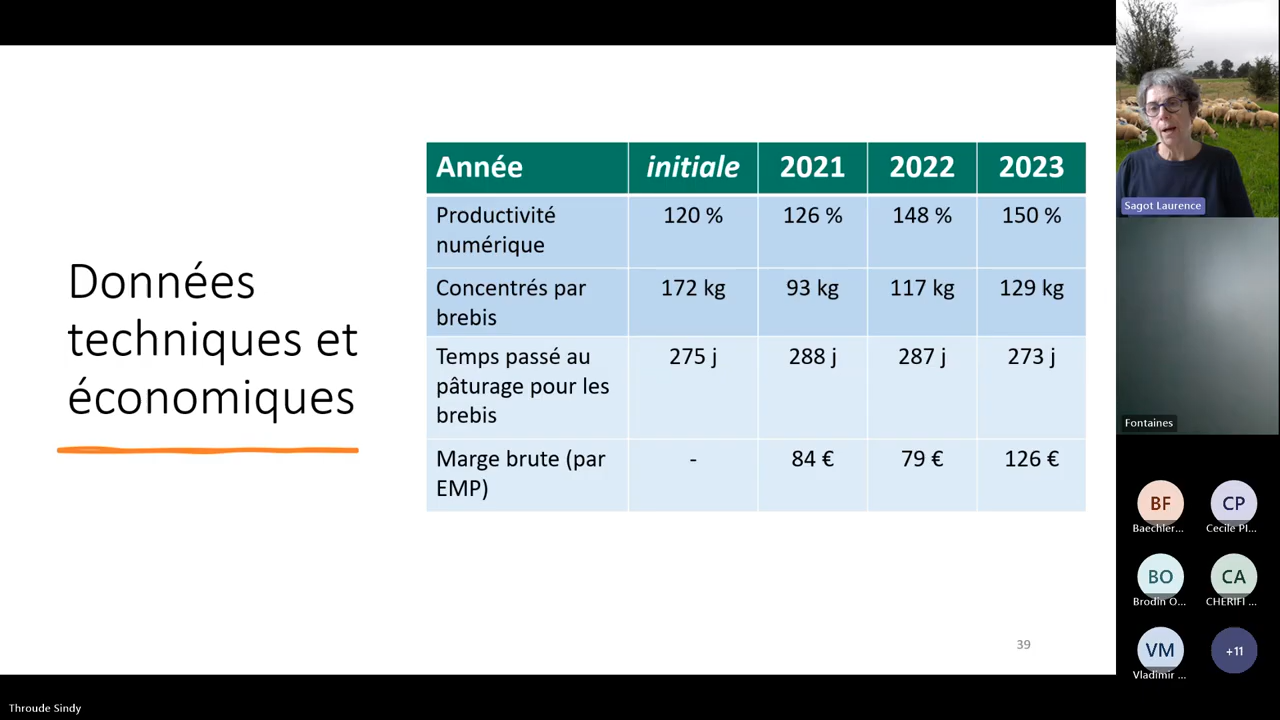 Données
techniques et
économiques
Année initiale 2021 2022 2023
Productivité
numérique 120 % 126 % 148 % 150 %
Concentrés par
brebis 172 kg 93 kg 117 kg 129 kg
Temps passé au
pâturage pour les
brebis 275 j 288 j 287 j 273 j
Marge brute (par
EMP) - 84 € 79 € 126 €
39
Sagot Laurence
Fontaines
BF CP
Baechler... Cecile PI...
BO CA
Brodin O... CHERIFI ...
VM +11
Vladimir ...
Throude Sindy